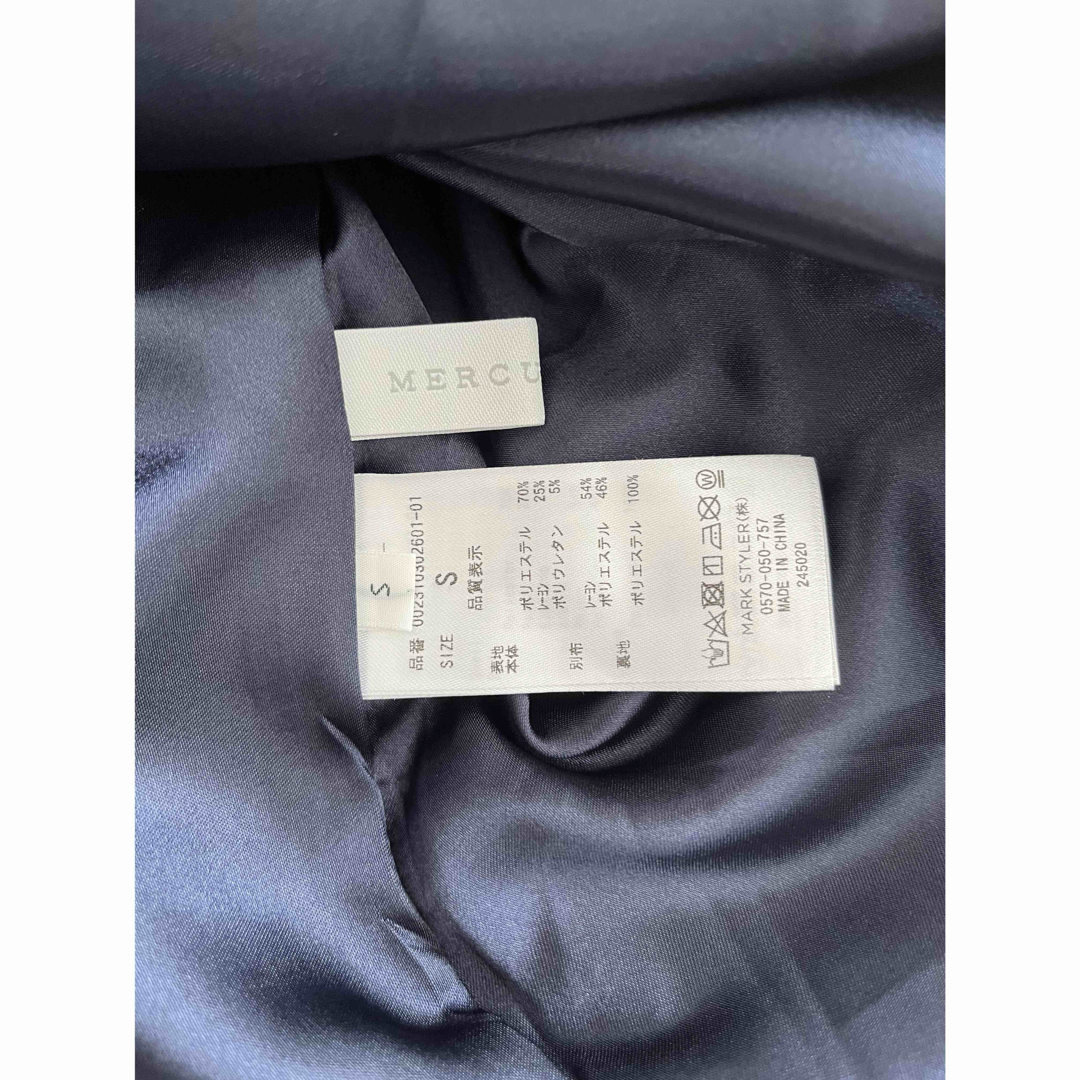 MERCU
S
品番 002310302601-01
SIZE S
品質表示
表地
本体 ポリエステル 70%
レーヨン 25%
ポリウレタン 5%
別布 レーヨン 54%
ポリエステル 46%
裏地 ポリエステル 100%
W
MARK STYLER(株)
0570-050-757
MADE IN CHINA
245020